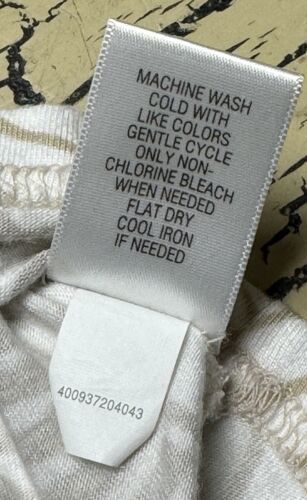 MACHINE WASH
COLD WITH
LIKE COLORS
GENTLE CYCLE
ONLY NON-
CHLORINE BLEACH
WHEN NEEDED
FLAT DRY
COOL IRON
IF NEEDED
400937204043